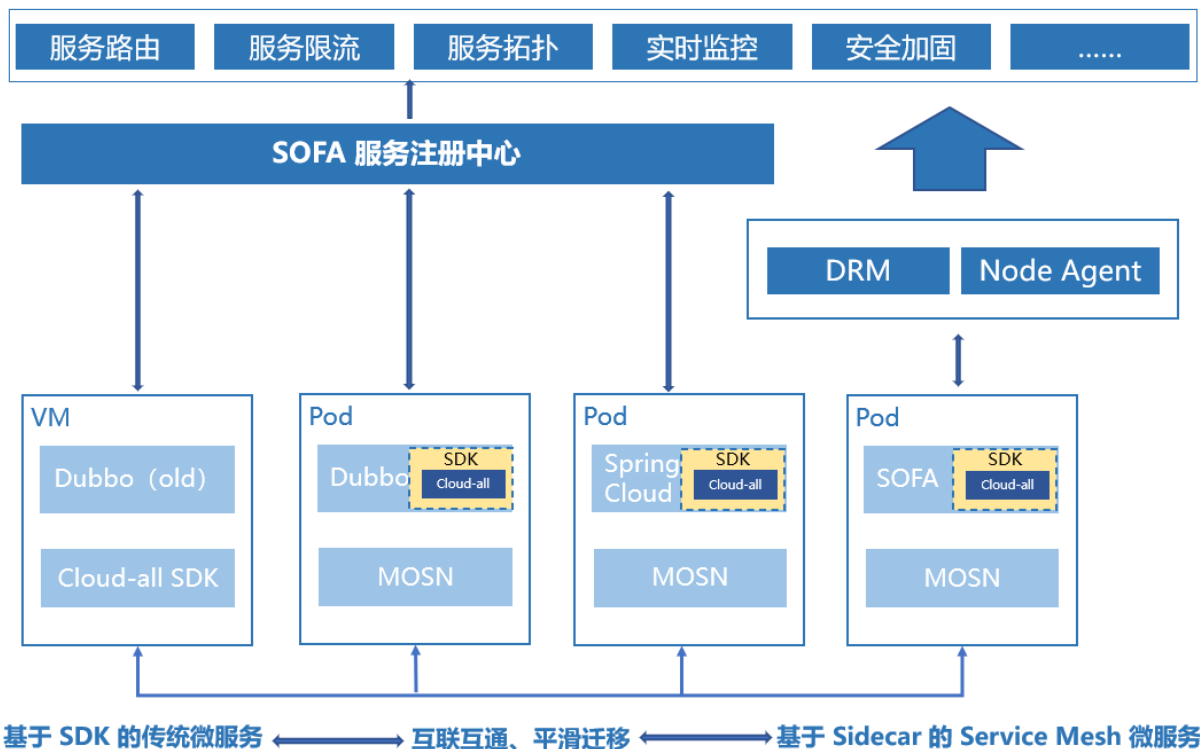 服务路由
服务限流
服务拓扑
实时监控
安全加固
......
SOFA 服务注册中心
DRM
Node Agent
VM
Dubbo（old）
Cloud-all SDK
Pod
Dubbo
SDK
Cloud-all
MOSN
Pod
Spring
Cloud
SDK
Cloud-all
MOSN
Pod
SOFA
SDK
Cloud-all
MOSN
基于 SDK 的传统微服务
互联互通、平滑迁移
基于 Sidecar 的 Service Mesh 微服务